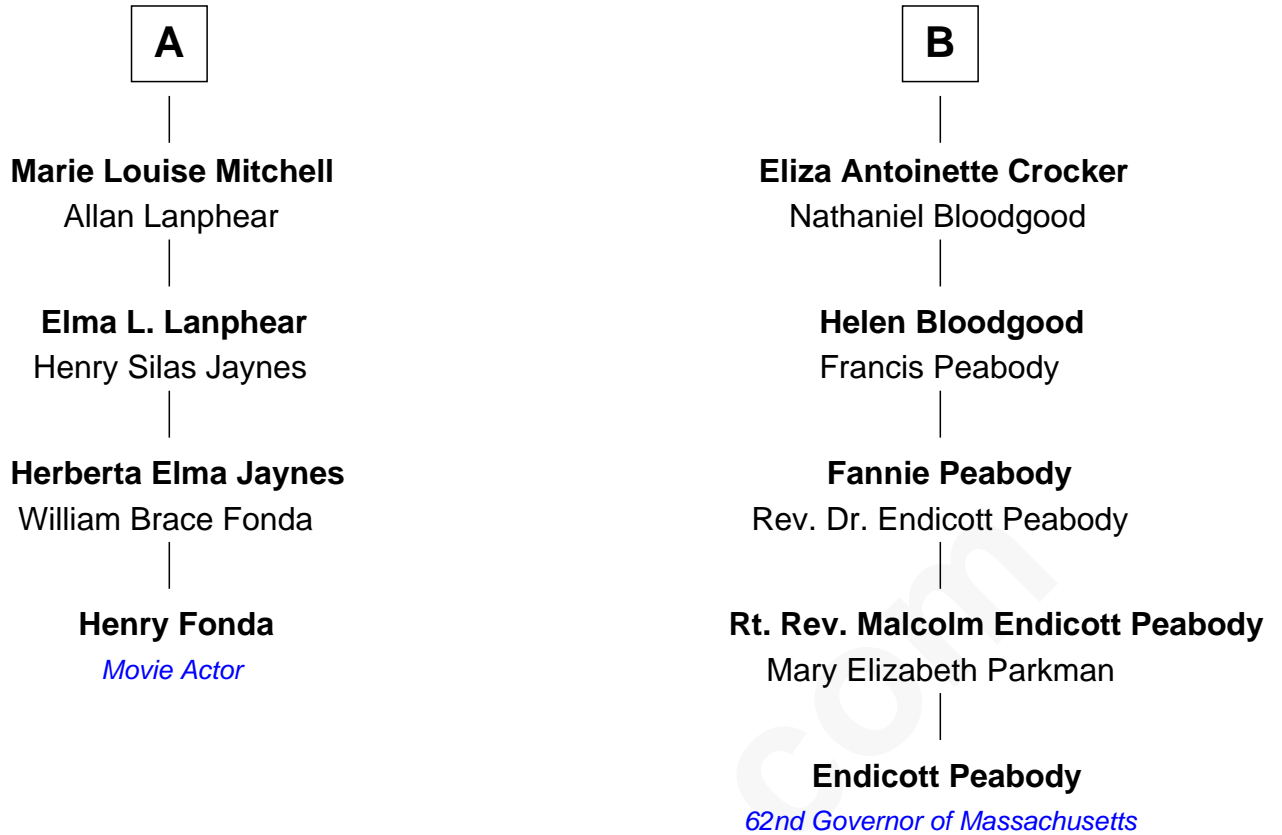 A
Marie Louise Mitchell
Allan Lanphear
Elma L. Lanphear
Henry Silas Jaynes
Herberta Elma Jaynes
William Brace Fonda
Henry Fonda
Movie Actor
B
Eliza Antoinette Crocker
Nathaniel Bloodgood
Helen Bloodgood
Francis Peabody
Fannie Peabody
Rev. Dr. Endicott Peabody
Rt. Rev. Malcolm Endicott Peabody
Mary Elizabeth Parkman
Endicott Peabody
62nd Governor of Massachusetts
com